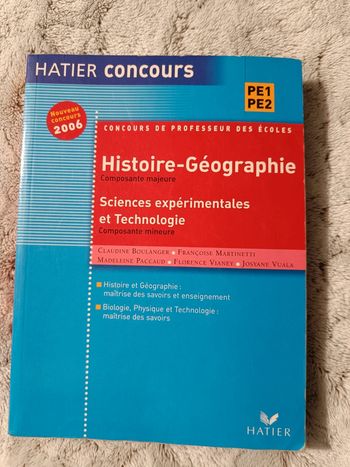 HATIER concours
PE1
PE2
Nouveau
concours
2006
CONCOURS DE PROFESSEUR DES ÉCOLES
Histoire-Géographie
Composante majeure
Sciences expérimentales
et Technologie
Composante mineure
CLAUDINE BOULANGER • FRANÇOISE MARTINETTI
MADELEINE PACCAUD • FLORENCE VIANEY • JOSYANE VUALA
Histoire et Géographie :
maîtrise des savoirs et enseignement
Biologie, Physique et Technologie :
maîtrise des savoirs
HATIER